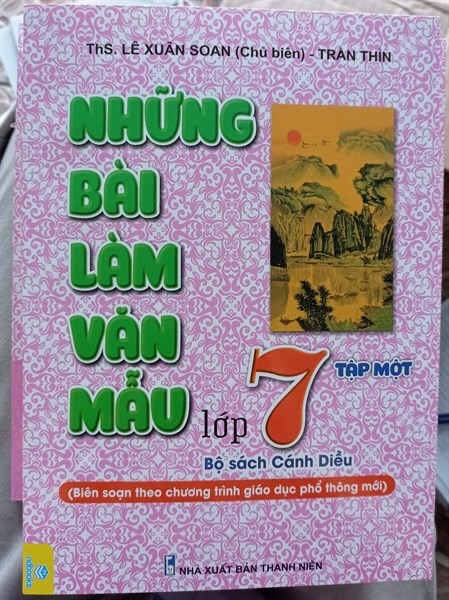 ThS. LÊ XUÂN SOAN (Chủ biên) - TRẦN THÌN
NHỮNG
BÀI
LÀM
VĂN
MẪU lớp 7
TẬP MỘT
Bộ sách Cánh Diều
(Biên soạn theo chương trình giáo dục phổ thông mới)
ndbooks
NHÀ XUẤT BẢN THANH NIÊN